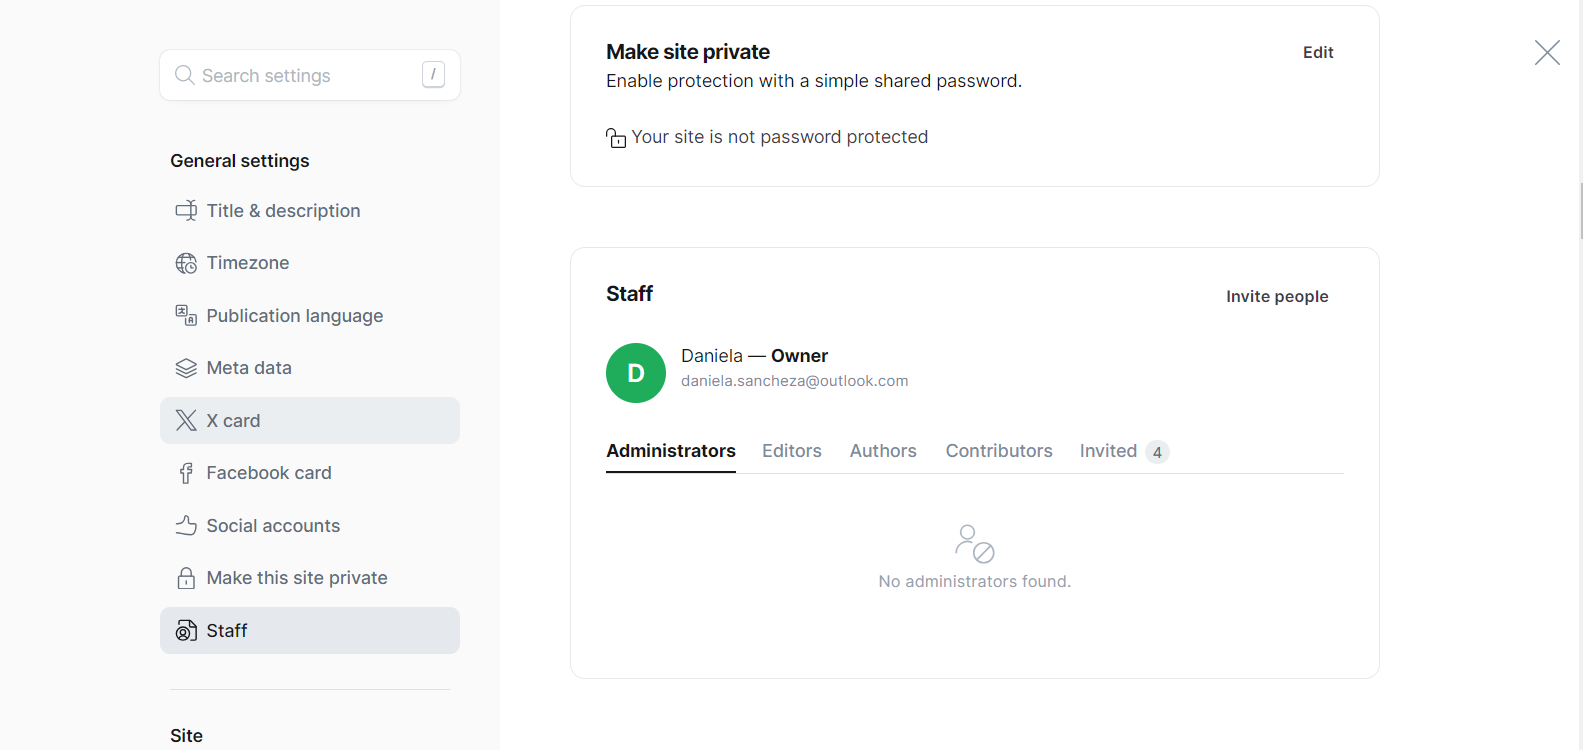 Search settings /
General settings
Title & description
Timezone
Publication language
Meta data
X card
Facebook card
Social accounts
Make this site private
Staff
Site
Make site private
Edit
Enable protection with a simple shared password.
Your site is not password protected
Staff
Invite people
D
Daniela — Owner
daniela.sancheza@outlook.com
Administrators Editors Authors Contributors Invited 4
No administrators found.